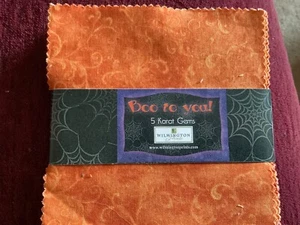 Boo to you!
5 Karat Gems
WILMINGTON
www.wilmingtonprints.com